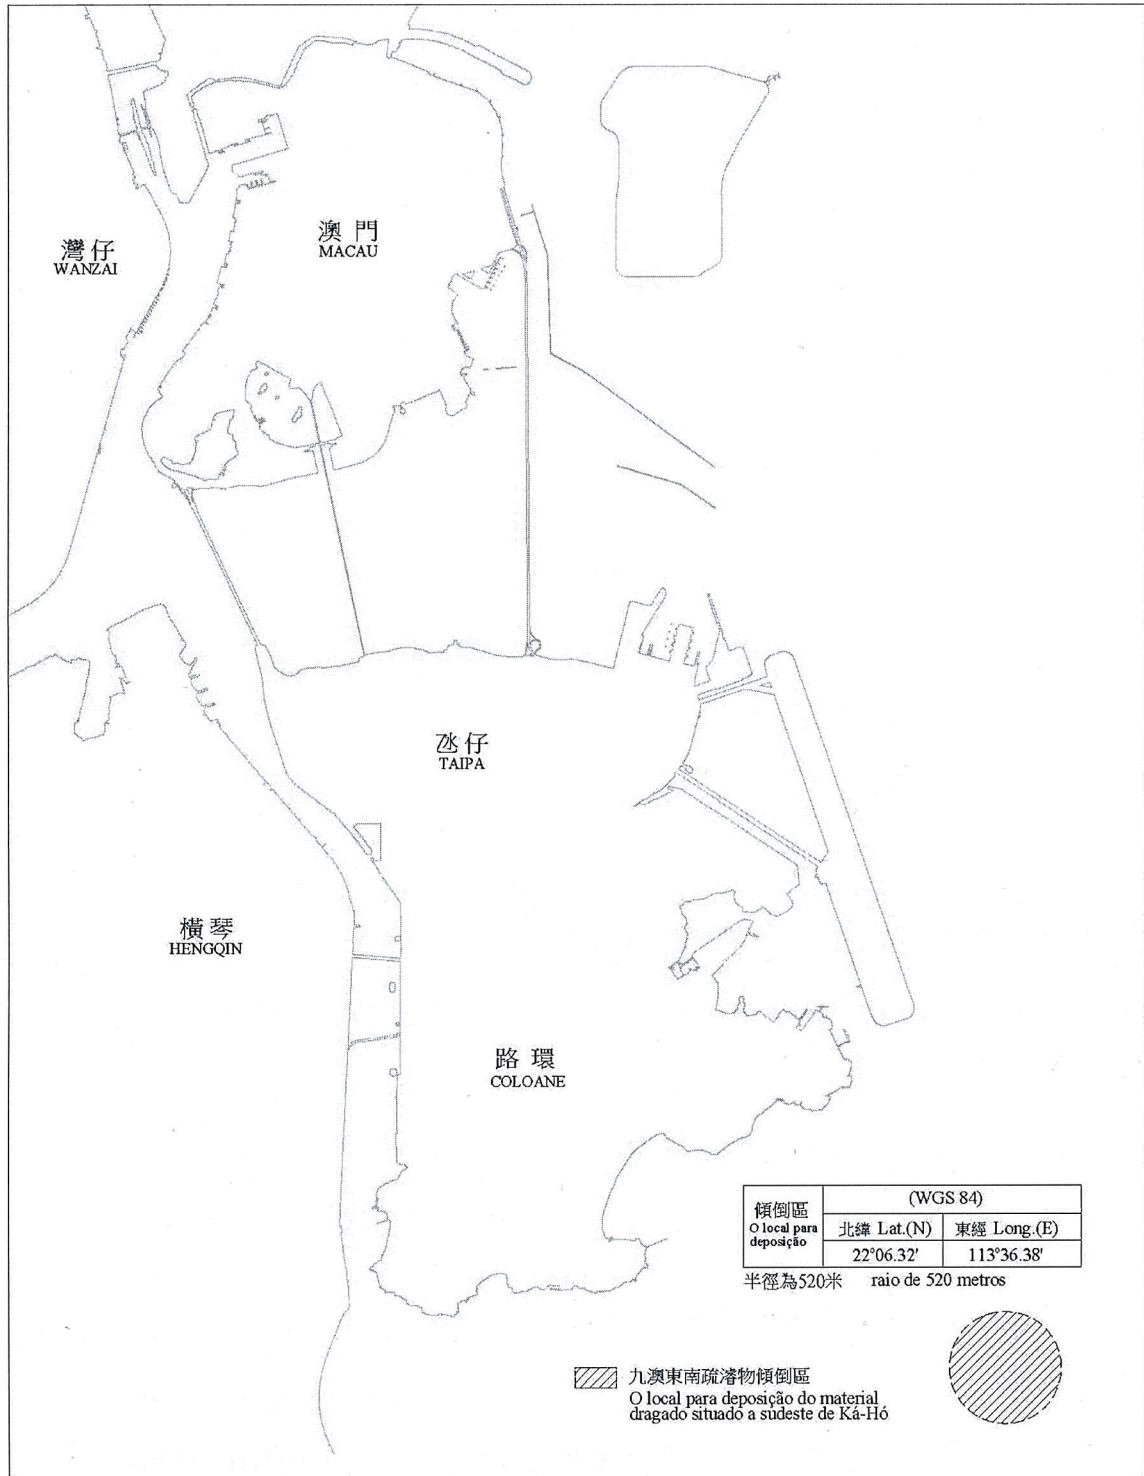 澳門
MACAU
灣仔
WANZAI
氹仔
TAIPA
橫琴
HENGQIN
路環
COLOANE
傾倒區
O local para
deposição
(WGS 84)
北緯 Lat.(N)
東經 Long.(E)
22°06.32'
113°36.38'
半徑為520米 raio de 520 metros
九澳東南疏濬物傾倒區
O local para deposição do material
dragado situado a sudeste de Ká-Hó